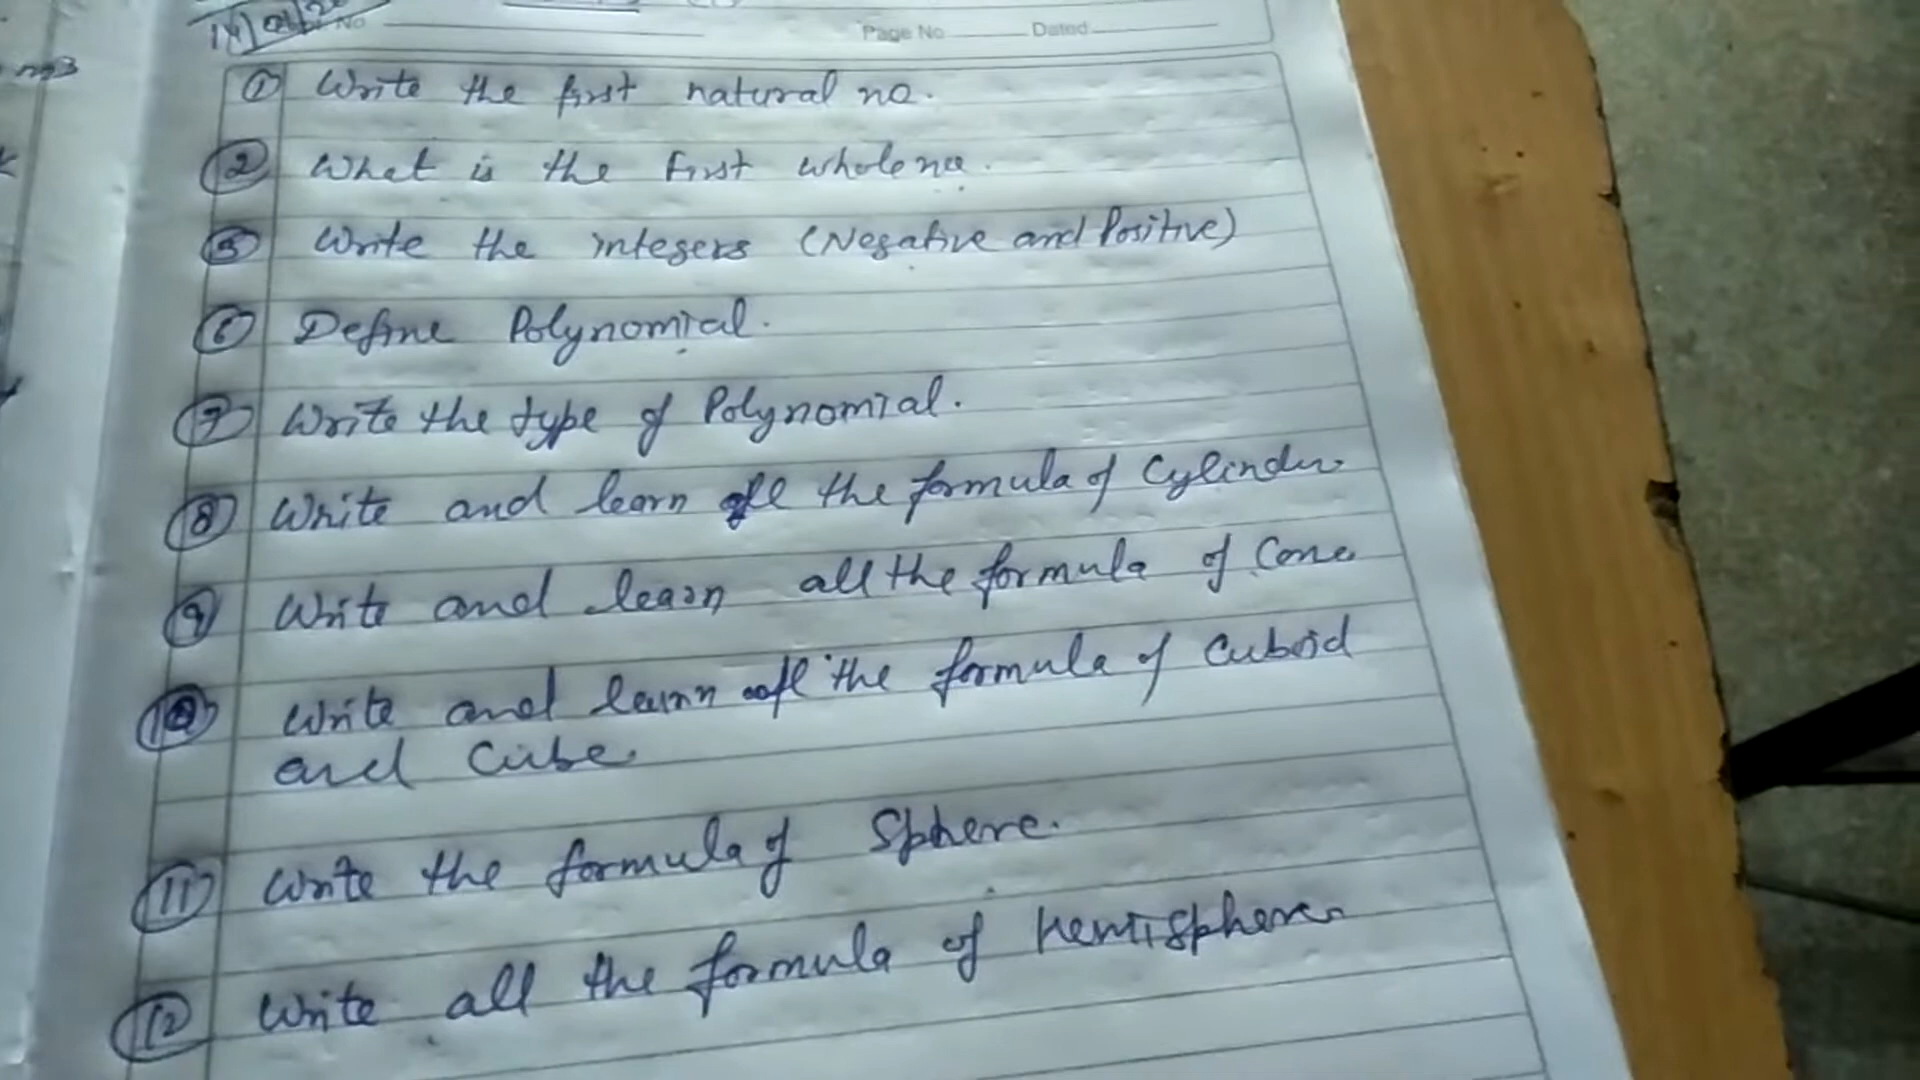 Page No Dated
① Write the first natural no.
② What is the first whole no.
③ Write the integers (Negative and Positive)
⑥ Define Polynomial.
⑦ Write the type of Polynomial.
⑧ Write and learn all the formula of Cylinder.
⑨ Write and learn all the formula of Cone
⑩ Write and learn all the formula of Cuboid
and Cube.
⑪ Write the formula of Sphere.
⑫ Write all the formula of Hemisphere.